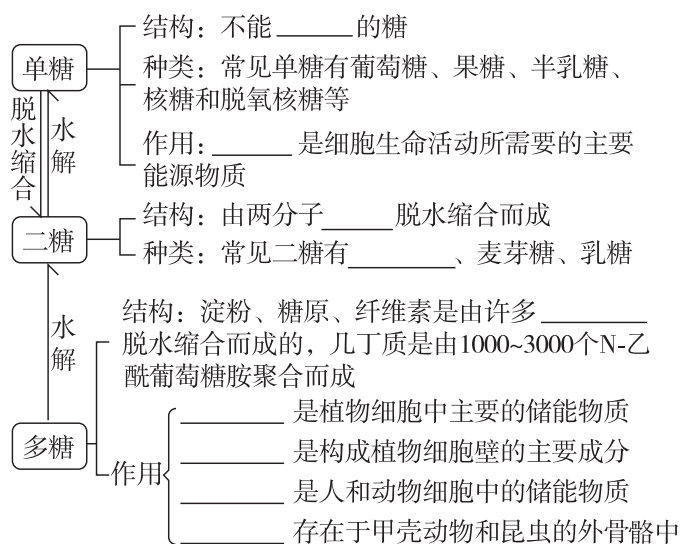 结构：不能______的糖
单糖
种类：常见单糖有葡萄糖、果糖、半乳糖、
核糖和脱氧核糖等
脱水缩合
水解
作用：______是细胞生命活动所需要的主要
能源物质
结构：由两分子______脱水缩合而成
二糖
种类：常见二糖有________、麦芽糖、乳糖
结构：淀粉、糖原、纤维素是由许多________
水解
脱水缩合而成的，几丁质是由1000~3000个N-乙
酰葡萄糖胺聚合而成
________是植物细胞中主要的储能物质
多糖
________是构成植物细胞壁的主要成分
作用
________是人和动物细胞中的储能物质
________存在于甲壳动物和昆虫的外骨骼中